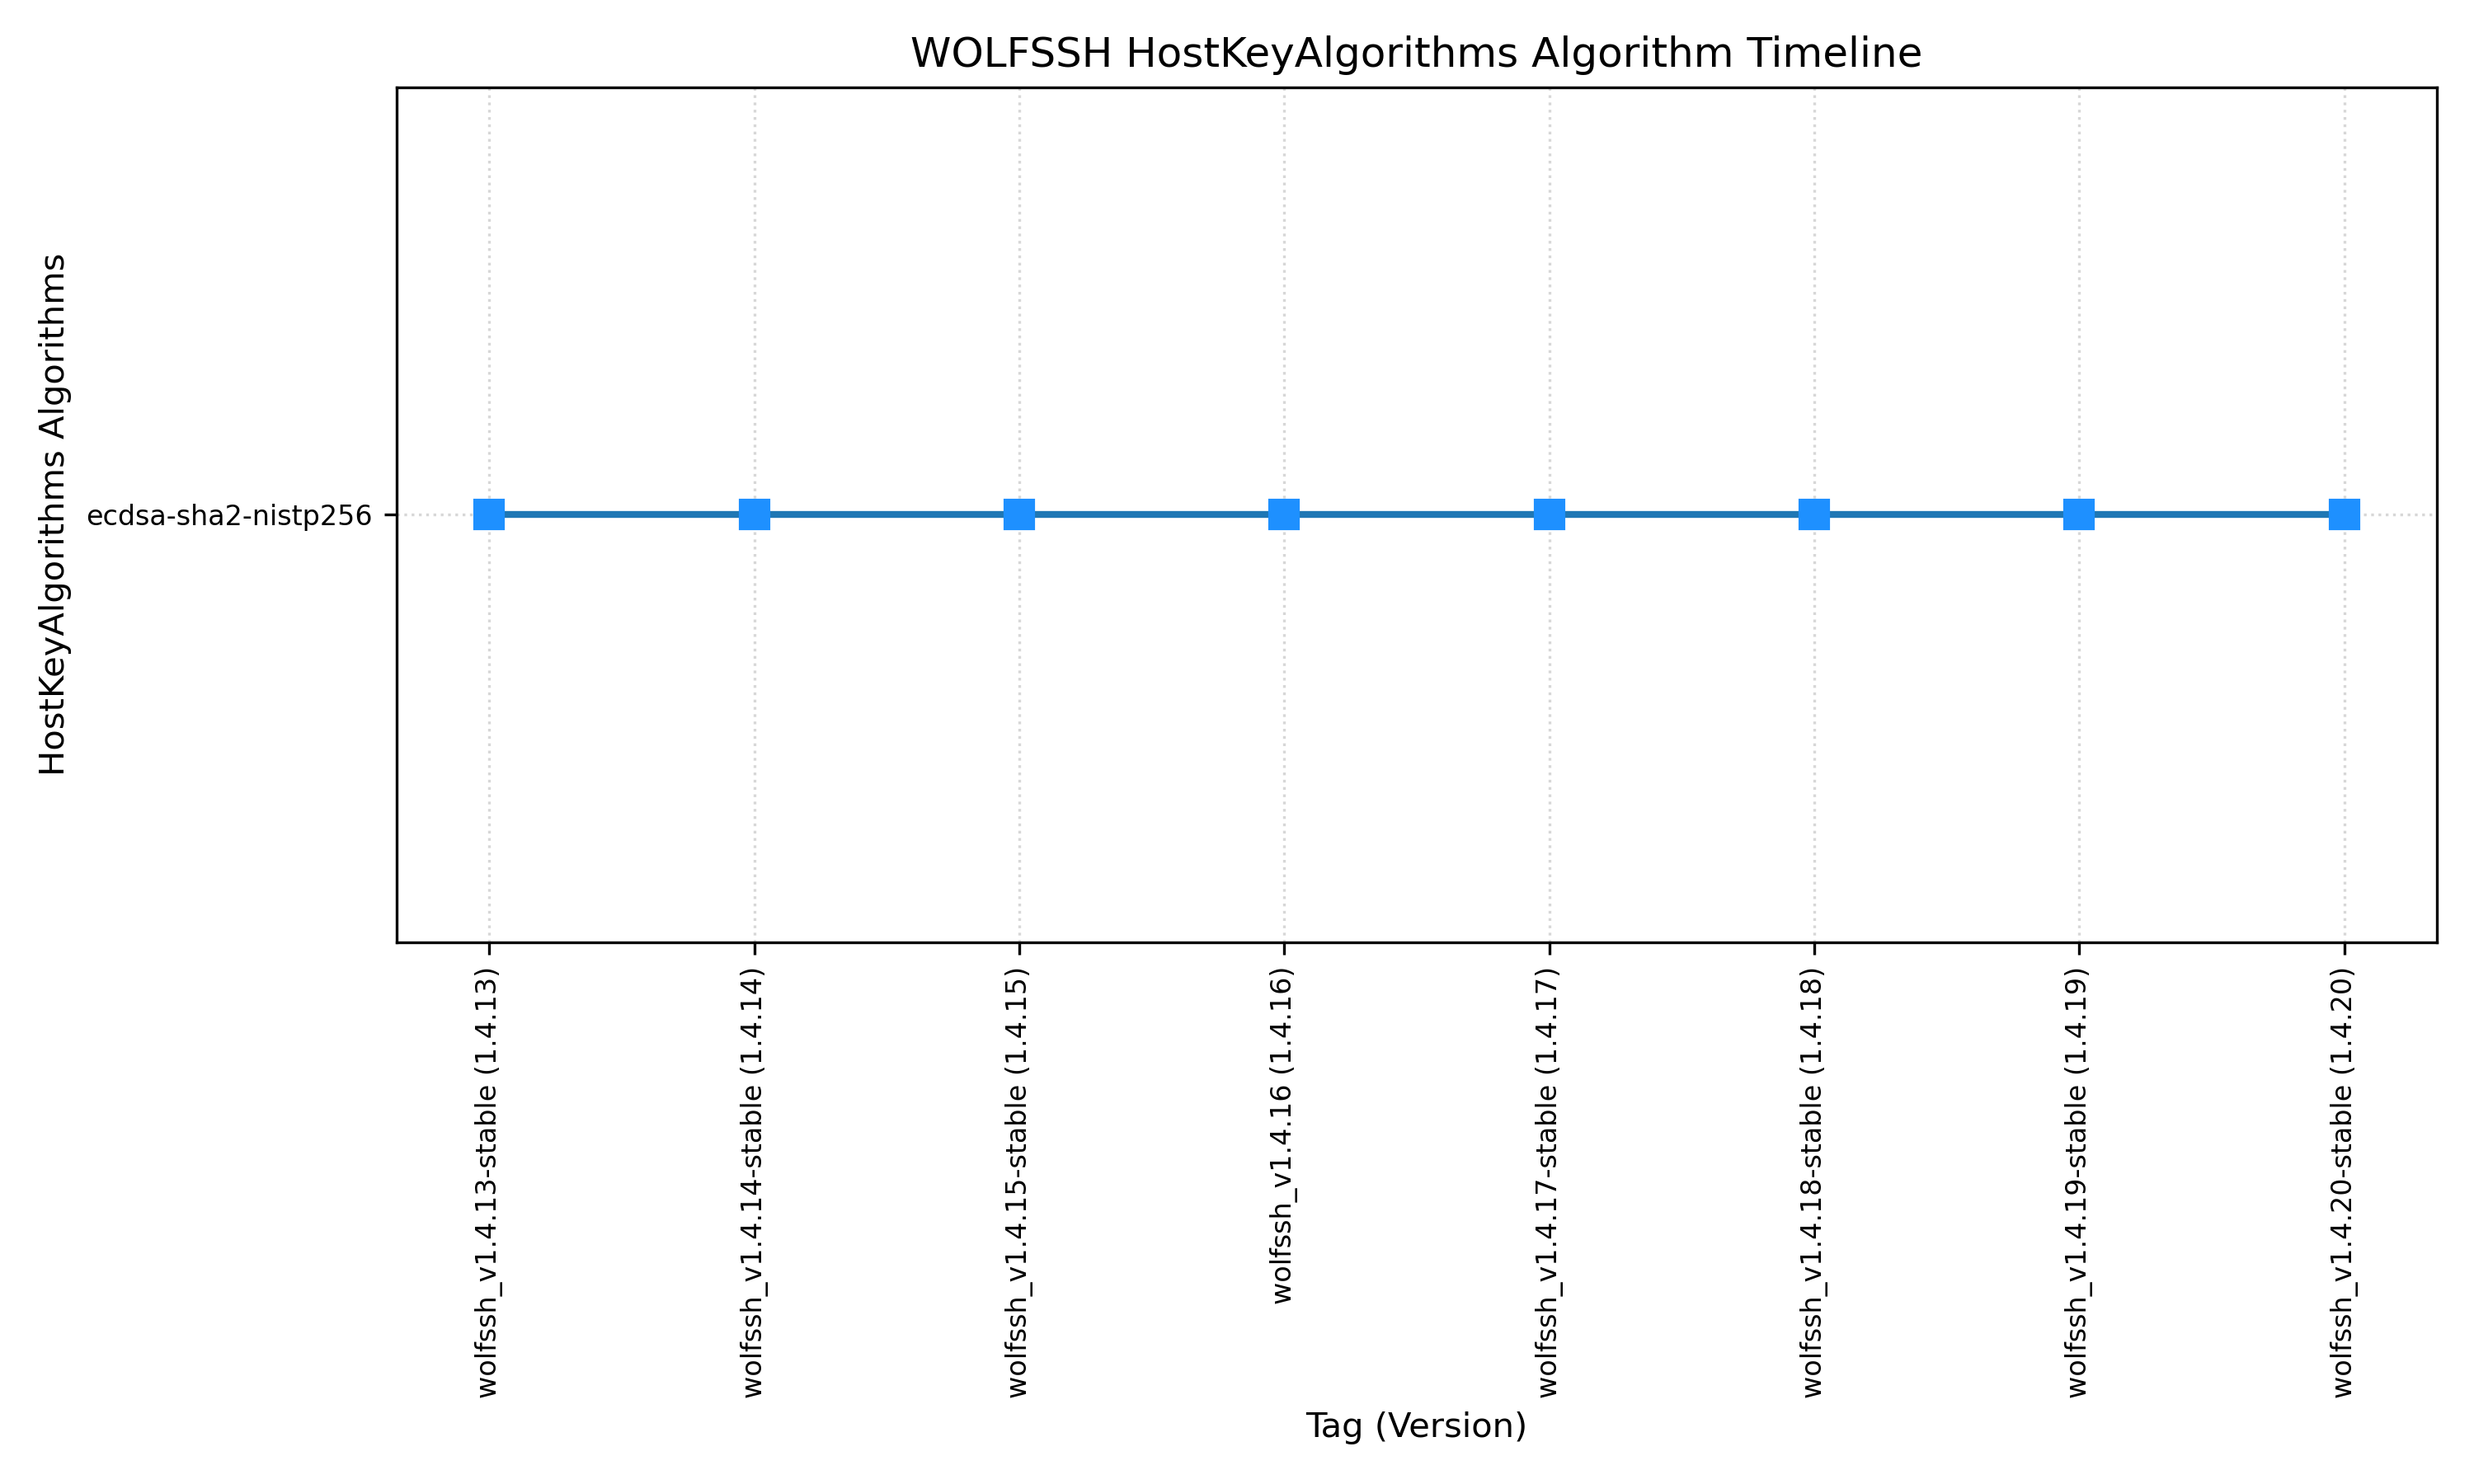 WOLFSSH HostKeyAlgorithms Algorithm Timeline
HostKeyAlgorithms Algorithms
ecdsa-sha2-nistp256
wolfssh_v1.4.13-stable (1.4.13)
wolfssh_v1.4.14-stable (1.4.14)
wolfssh_v1.4.15-stable (1.4.15)
wolfssh_v1.4.16 (1.4.16)
wolfssh_v1.4.17-stable (1.4.17)
wolfssh_v1.4.18-stable (1.4.18)
wolfssh_v1.4.19-stable (1.4.19)
wolfssh_v1.4.20-stable (1.4.20)
Tag (Version)